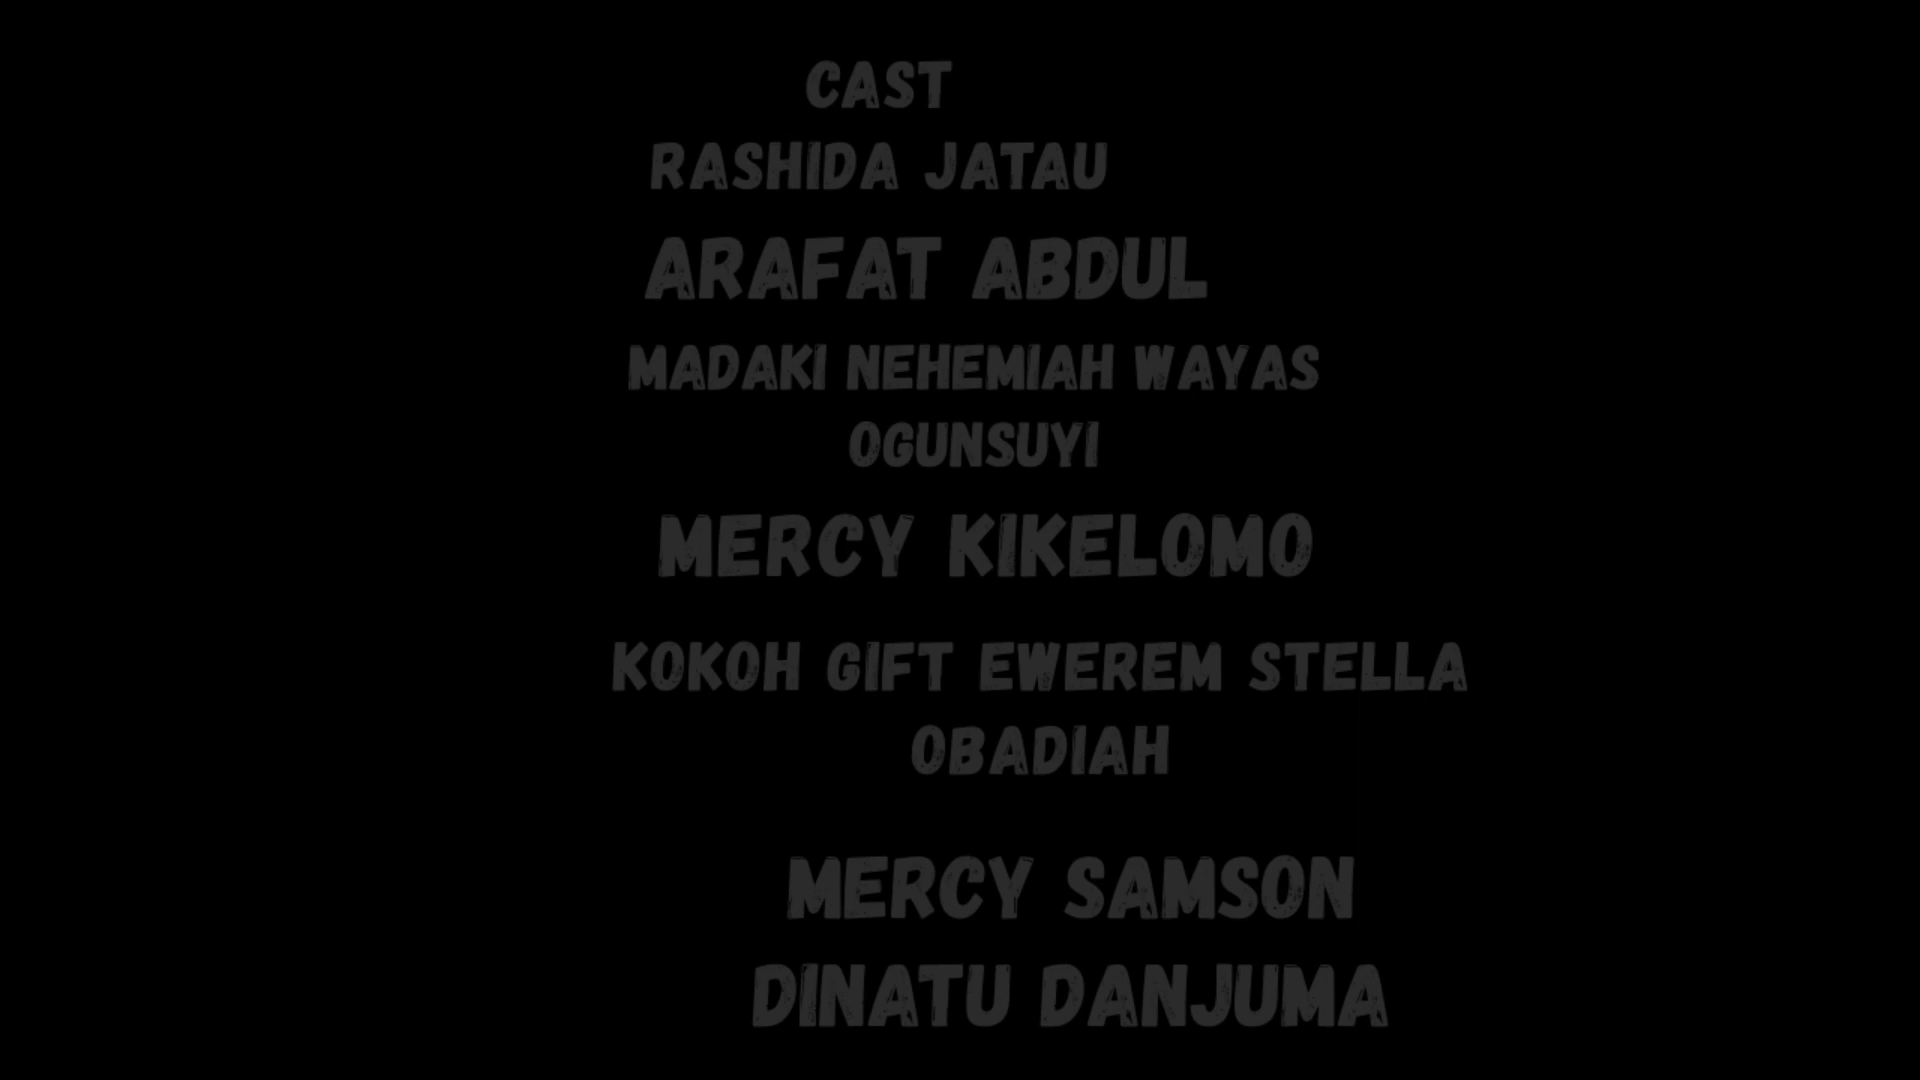 CAST
RASHIDA JATAU
ARAFAT ABDUL
MADAKI NEHEMIAH WAYAS
OGUNSUYI
MERCY KIKELOMO
KOKOH GIFT EWEREM STELLA
OBADIAH
MERCY SAMSON
DINATU DANJUMA